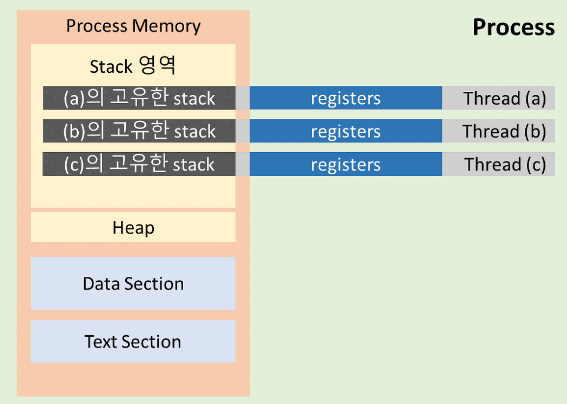 Process Memory
Process
Stack 영역
(a)의 고유한 stack registers Thread (a)
(b)의 고유한 stack registers Thread (b)
(c)의 고유한 stack registers Thread (c)
Heap
Data Section
Text Section